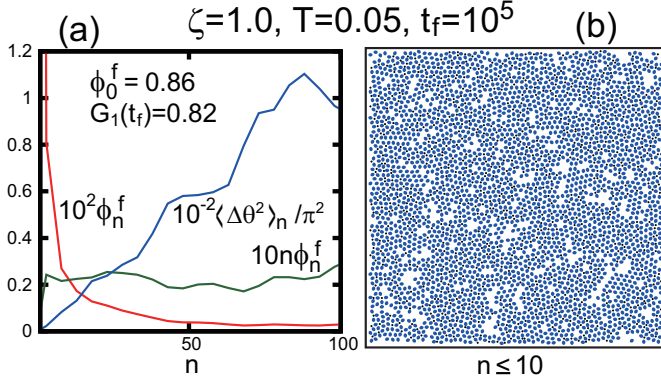 ζ=1.0, T=0.05, t_f=10^5
(a)
(b)
1.2
1
0.8
0.6
0.4
0.2
0
ϕ_0^f = 0.86
G_1(t_f)=0.82
10^2ϕ_n^f
10^-2⟨Δθ^2⟩_n /π^2
10nϕ_n^f
50
100
n
n ≤ 10